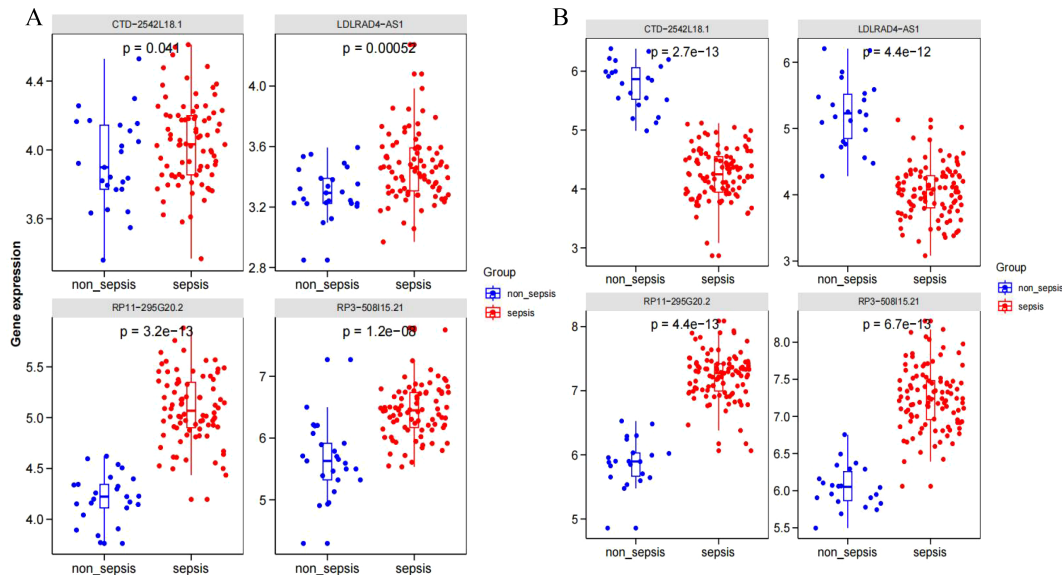 A
Gene expression
CTD-2542L18.1
p = 0.041
4.4
4.0
3.6
non_sepsis
sepsis
LDLRAD4-AS1
p = 0.00052
4.0
3.6
3.2
2.8
non_sepsis
sepsis
RP11-295G20.2
p = 3.2e-13
5.5
5.0
4.5
4.0
non_sepsis
sepsis
RP3-508I15.21
p = 1.2e-08
7
6
5
non_sepsis
sepsis
Group
non_sepsis
sepsis
B
CTD-2542L18.1
p = 2.7e-13
6
5
4
3
non_sepsis
sepsis
LDLRAD4-AS1
p = 4.4e-12
6
5
4
3
non_sepsis
sepsis
RP11-295G20.2
p = 4.4e-13
8
7
6
5
non_sepsis
sepsis
RP3-508I15.21
p = 6.7e-13
8.0
7.5
7.0
6.5
6.0
5.5
non_sepsis
sepsis
Group
non_sepsis
sepsis